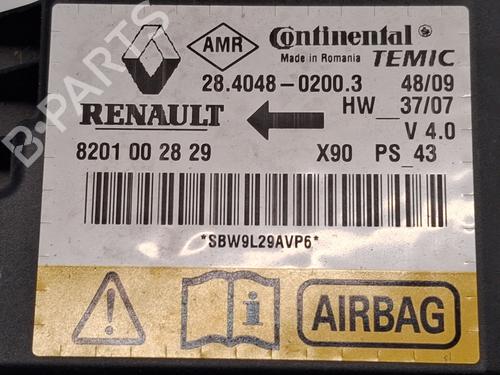 AMR Continental
Made in Romania TEMIC
28.4048-0200.3 48/09
RENAULT HW_37/07
V 4.0
8201 00 28 29 X90 PS_43
*SBW9L29AVP6*
i AIRBAG
B-PARTS